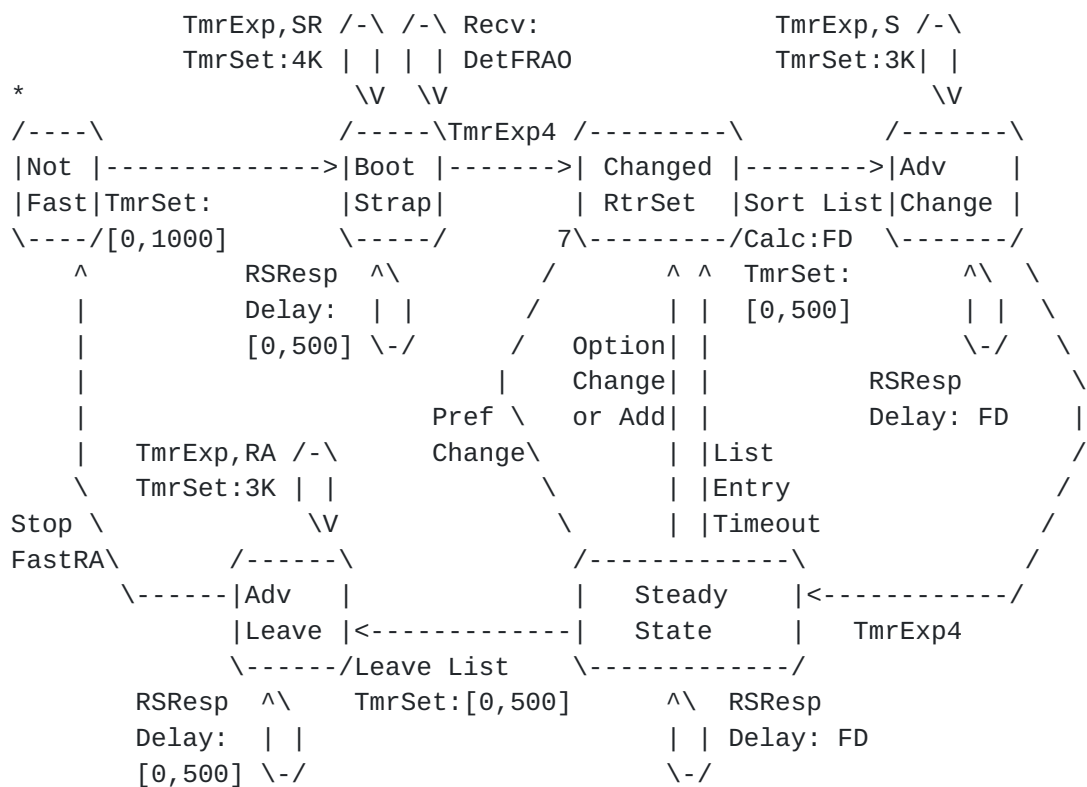 TmrExp,SR /-\ /-\ Recv:                 TmrExp,S /-\
           TmrSet:4K | | | | DetFRAO             TmrSet:3K| |
*                     \V  \V                               \V
/----\               /-----\TmrExp4 /---------\         /-------\
|Not |-------------->|Boot |------->| Changed |-------->|Adv    |
|Fast|TmrSet:        |Strap|        | RtrSet  |Sort List|Change |
\----/[0,1000]       \-----/       7\---------/Calc:FD  \-------/
    ^          RSResp  ^\         /       ^ ^  TmrSet:       ^\  \
    |          Delay:  | |       /        | |  [0,500]       | |  \
    |          [0,500] \-/      /   Option| |                \-/   \
    |                          |    Change| |          RSResp       \
    |                     Pref \    or Add| |          Delay: FD    |
    |   TmrExp,RA /-\     Change\         | |List                   /
    \   TmrSet:3K | |            \        | |Entry                 /
Stop \             \V             \       | |Timeout              /
FastRA\       /------\             /-------------\               /
       \------|Adv   |             |   Steady    |<-------------/
              |Leave |<------------|   State     |   TmrExp4
              \------/Leave List   \-------------/
        RSResp  ^\    TmrSet:[0,500]      ^\  RSResp
        Delay:  | |                       | | Delay: FD
        [0,500] \-/                       \-/